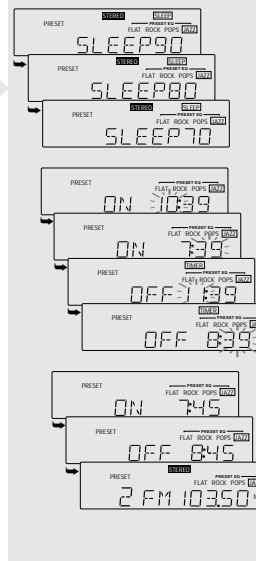 STEREO SLEEP
PRESET PRESET EQ
FLAT ROCK POPS JAZZ
SLEEP90
STEREO SLEEP
PRESET PRESET EQ
FLAT ROCK POPS JAZZ
SLEEP80
STEREO SLEEP
PRESET PRESET EQ
FLAT ROCK POPS JAZZ
SLEEP70
PRESET PRESET EQ
FLAT ROCK POPS JAZZ
ON 10:39
PRESET PRESET EQ
FLAT ROCK POPS JAZZ
ON 7:39
TIMER
PRESET PRESET EQ
FLAT ROCK POPS JAZZ
OFF 1:59
TIMER
PRESET PRESET EQ
FLAT ROCK POPS
OFF 8:39
PRESET PRESET EQ
FLAT ROCK POPS JAZZ
ON 7:45
PRESET PRESET EQ
FLAT ROCK POPS JAZZ
OFF 8:45
STEREO
PRESET PRESET EQ
FLAT ROCK POPS
2 FM 103.50